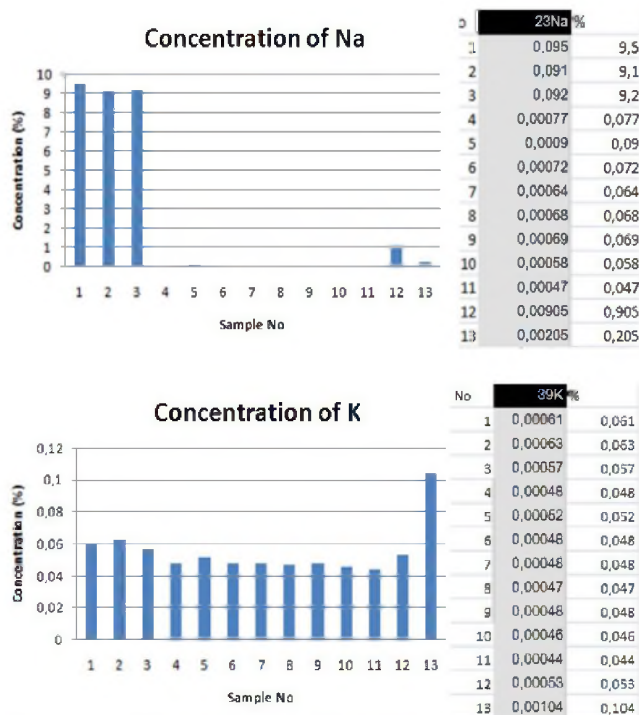 Concentration of Na
10
9
8
7
6
5
4
3
2
1
0
Concentration (%)
1 2 3 4 5 6 7 8 9 10 11 12 13
Sample No
o 23Na %
1 0,095 9,5
2 0,091 9,1
3 0,092 9,2
4 0,00077 0,077
5 0,0009 0,09
6 0,00072 0,072
7 0,00064 0,064
8 0,00068 0,068
9 0,00069 0,069
10 0,00058 0,058
11 0,00047 0,047
12 0,00905 0,905
13 0,00205 0,205
Concentration of K
0,12
0,1
0,08
0,06
0,04
0,02
0
Concentration (%)
1 2 3 4 5 6 7 8 9 10 11 12 13
Sample No
No 39K %
1 0,00061 0,061
2 0,00063 0,063
3 0,00057 0,057
4 0,00048 0,048
5 0,00052 0,052
6 0,00048 0,048
7 0,00048 0,048
8 0,00047 0,047
9 0,00048 0,048
10 0,00046 0,046
11 0,00044 0,044
12 0,00053 0,053
13 0,00104 0,104